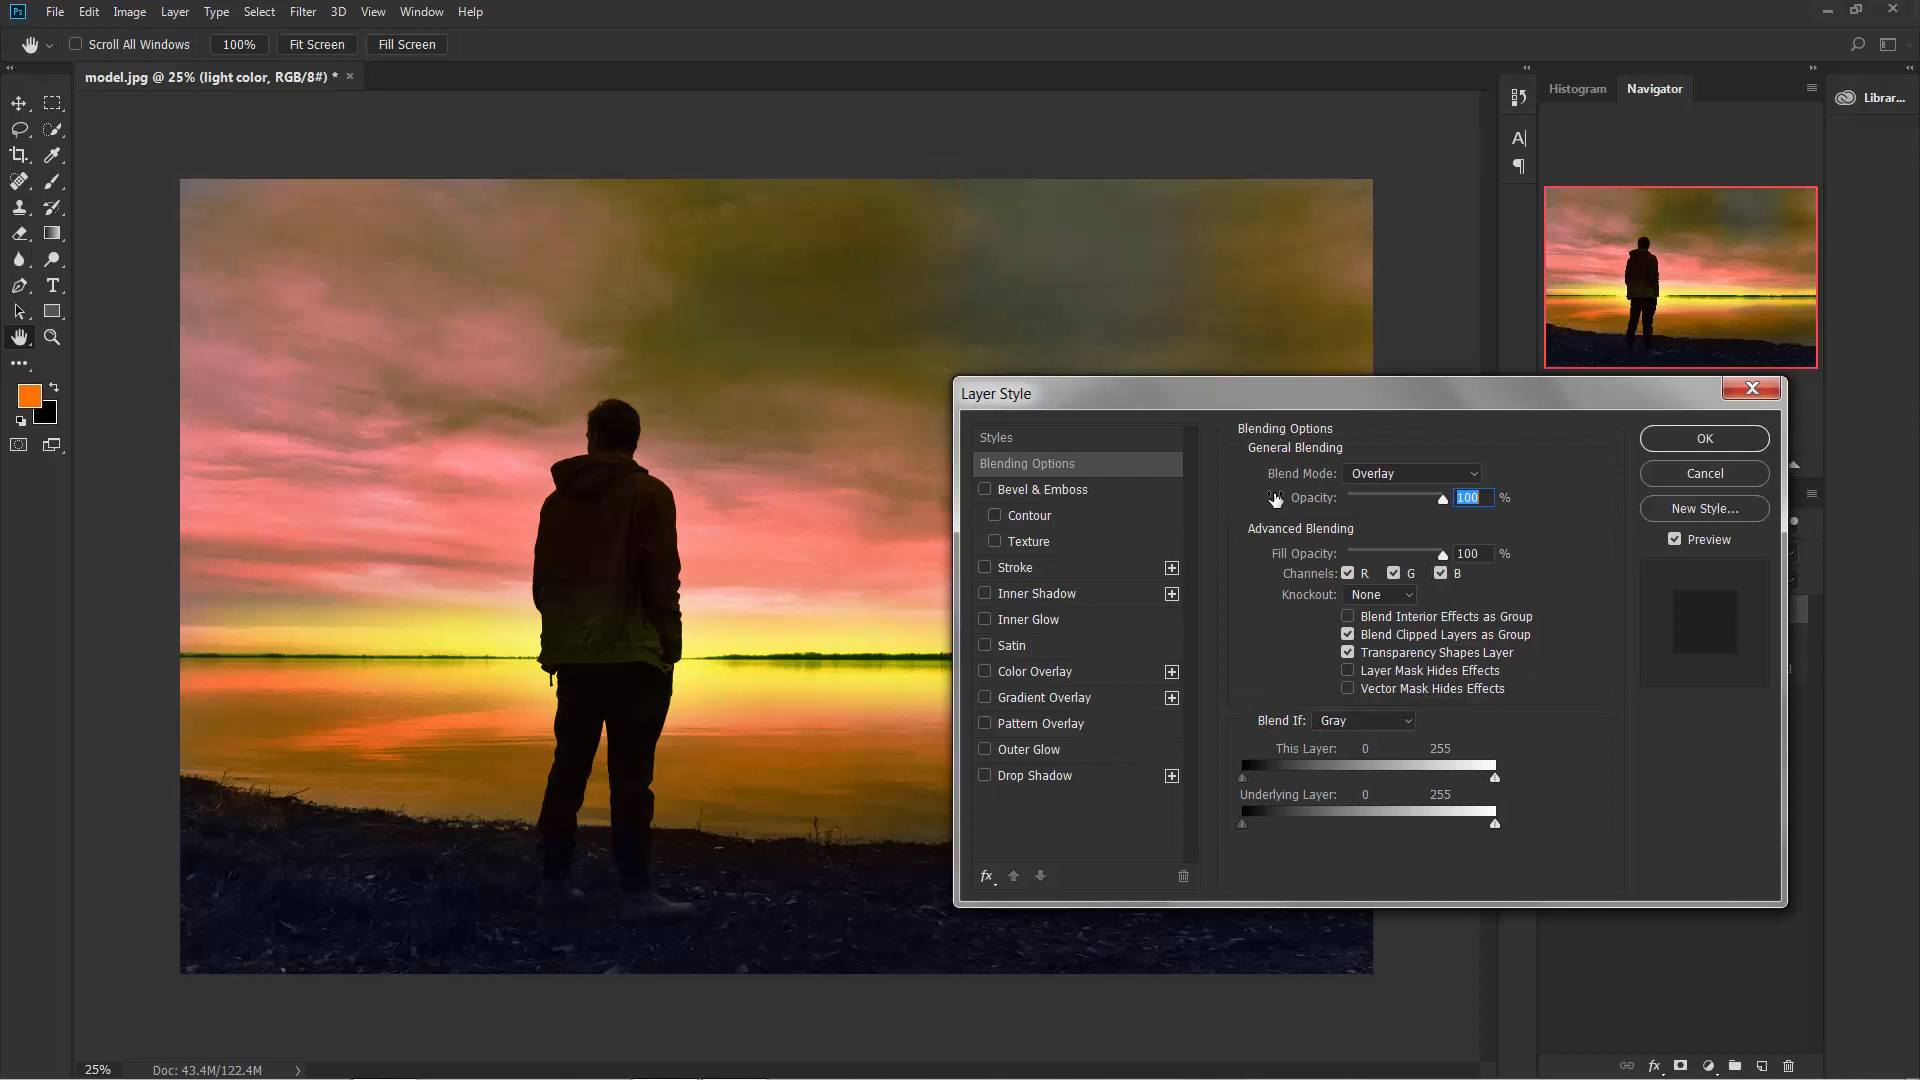 Ps File Edit Image Layer Type Select Filter 3D View Window Help
Scroll All Windows 100% Fit Screen Fill Screen
model.jpg @ 25% (light color, RGB/8#) * ×
Histogram Navigator
Librar...
A|
T
Layer Style
Styles
Blending Options
Bevel & Emboss
Contour
Texture
Stroke
Inner Shadow
Inner Glow
Satin
Color Overlay
Gradient Overlay
Pattern Overlay
Outer Glow
Drop Shadow
fx
Blending Options
General Blending
Blend Mode: Overlay
Opacity: 100 %
Advanced Blending
Fill Opacity: 100 %
Channels: R G B
Knockout: None
Blend Interior Effects as Group
Blend Clipped Layers as Group
Transparency Shapes Layer
Layer Mask Hides Effects
Vector Mask Hides Effects
Blend If: Gray
This Layer: 0 255
Underlying Layer: 0 255
OK
Cancel
New Style...
Preview
25% Doc: 43.4M/122.4M
fx